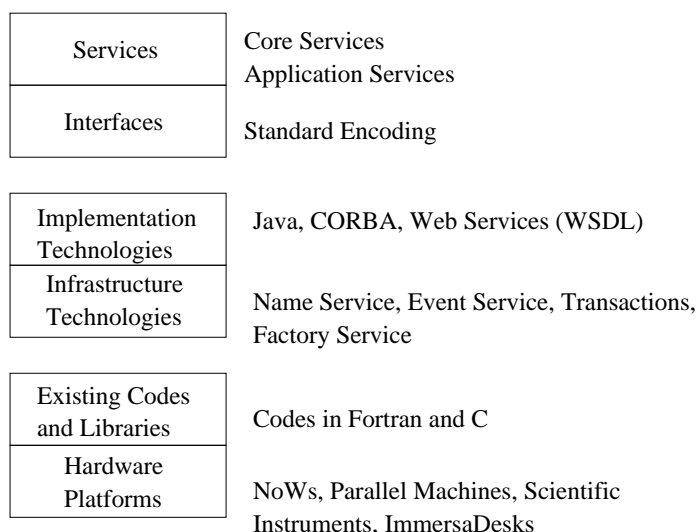 Services
Core Services
Application Services
Interfaces
Standard Encoding
Implementation
Technologies
Java, CORBA, Web Services (WSDL)
Infrastructure
Technologies
Name Service, Event Service, Transactions,
Factory Service
Existing Codes
and Libraries
Codes in Fortran and C
Hardware
Platforms
NoWs, Parallel Machines, Scientific
Instruments, ImmersaDesks